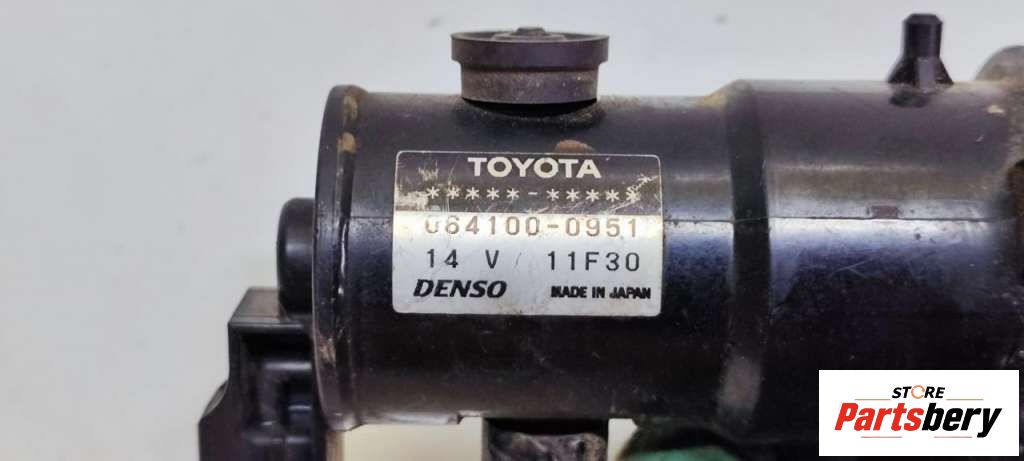 TOYOTA
*****-*****
064100-0951
14 V 11F30
DENSO MADE IN JAPAN
STORE
Partsbery